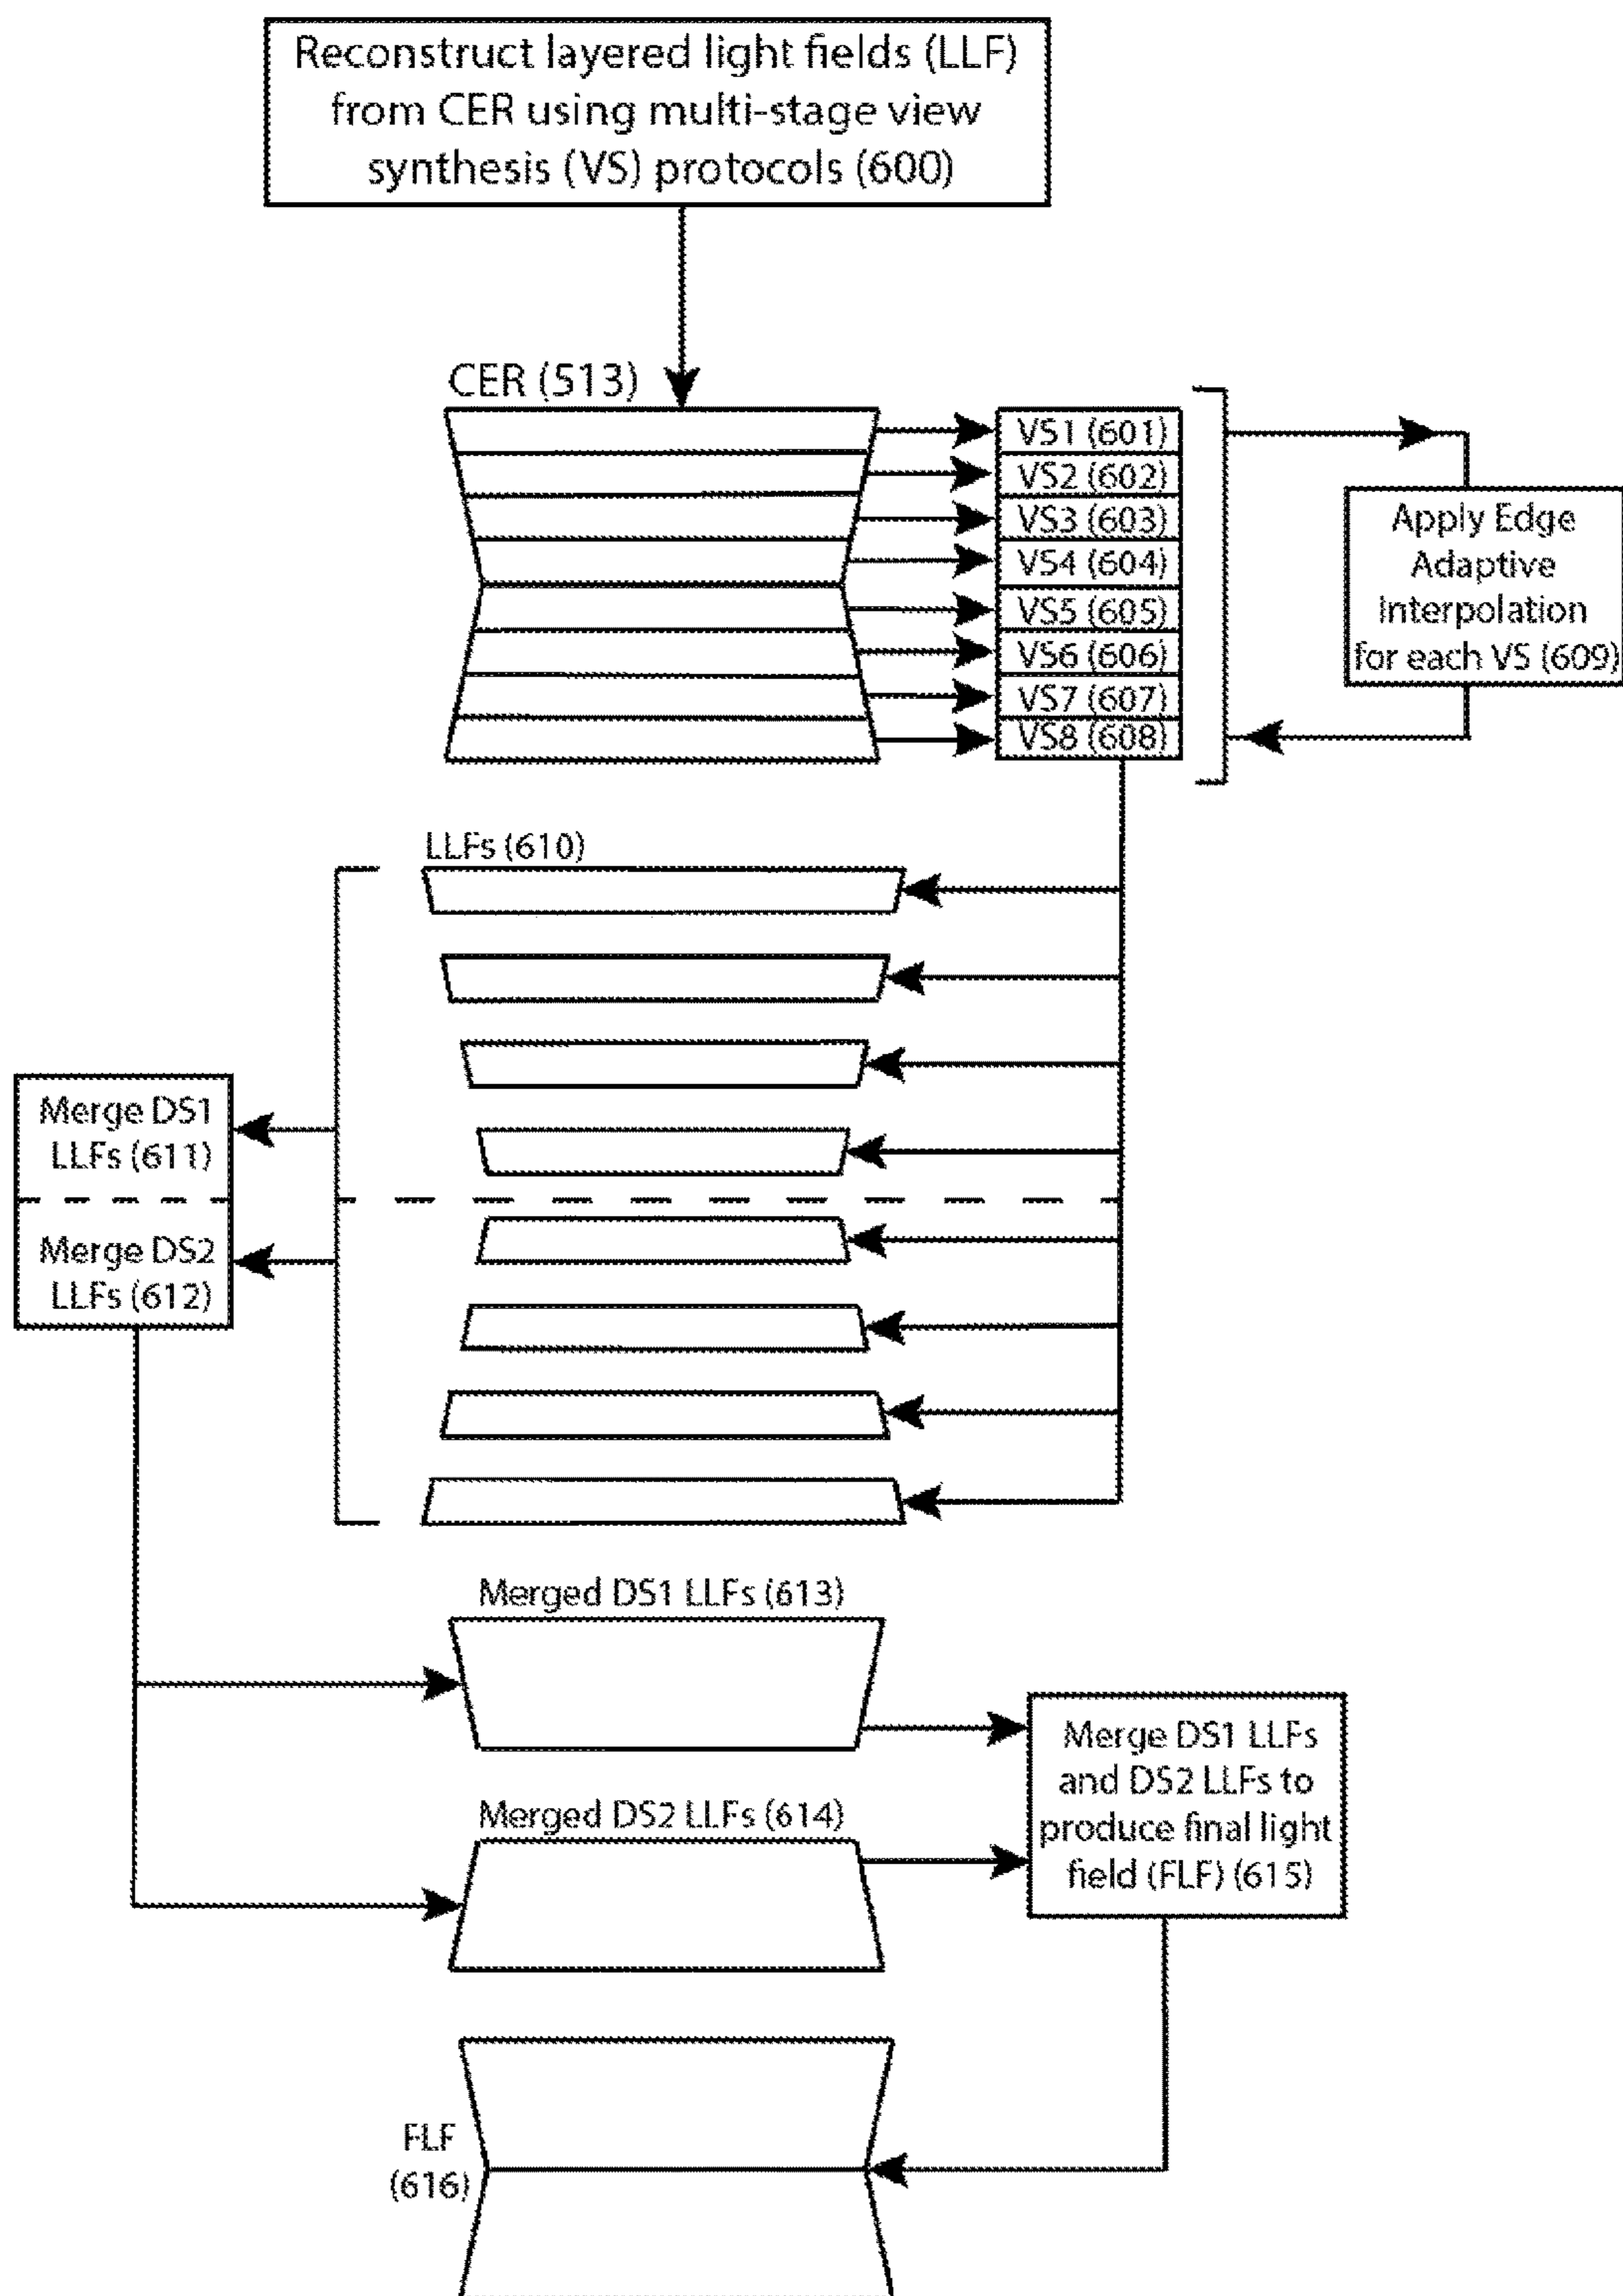 Reconstruct layered light fields (LLF)
from CER using multi-stage view
synthesis (VS) protocols (600)
CER (513)
VS1 (601)
VS2 (602)
VS3 (603)
VS4 (604)
VS5 (605)
VS6 (606)
VS7 (607)
VS8 (608)
Apply Edge
Adaptive
Interpolation
for each VS (609)
LLFs (610)
Merge DS1
LLFs (611)
Merge DS2
LLFs (612)
Merged DS1 LLFs (613)
Merged DS2 LLFs (614)
Merge DS1 LLFs
and DS2 LLFs to
produce final light
field (FLF) (615)
FLF
(616)